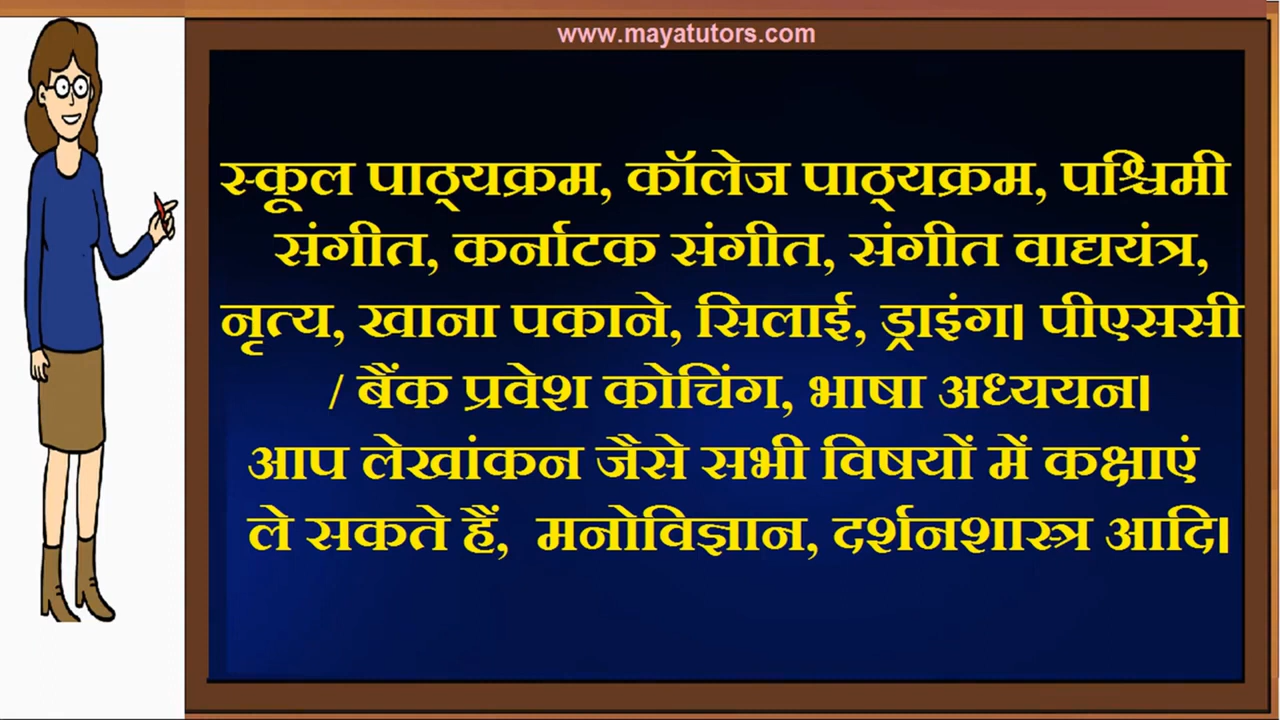 www.mayatutors.com
स्कूल पाठ्यक्रम, कॉलेज पाठ्यक्रम, पश्चिमी
संगीत, कर्नाटक संगीत, संगीत वाद्ययंत्र,
नृत्य, खाना पकाने, सिलाई, ड्राइंग। पीएससी
/ बैंक प्रवेश कोचिंग, भाषा अध्ययन।
आप लेखांकन जैसे सभी विषयों में कक्षाएं
ले सकते हैं, मनोविज्ञान, दर्शनशास्त्र आदि।